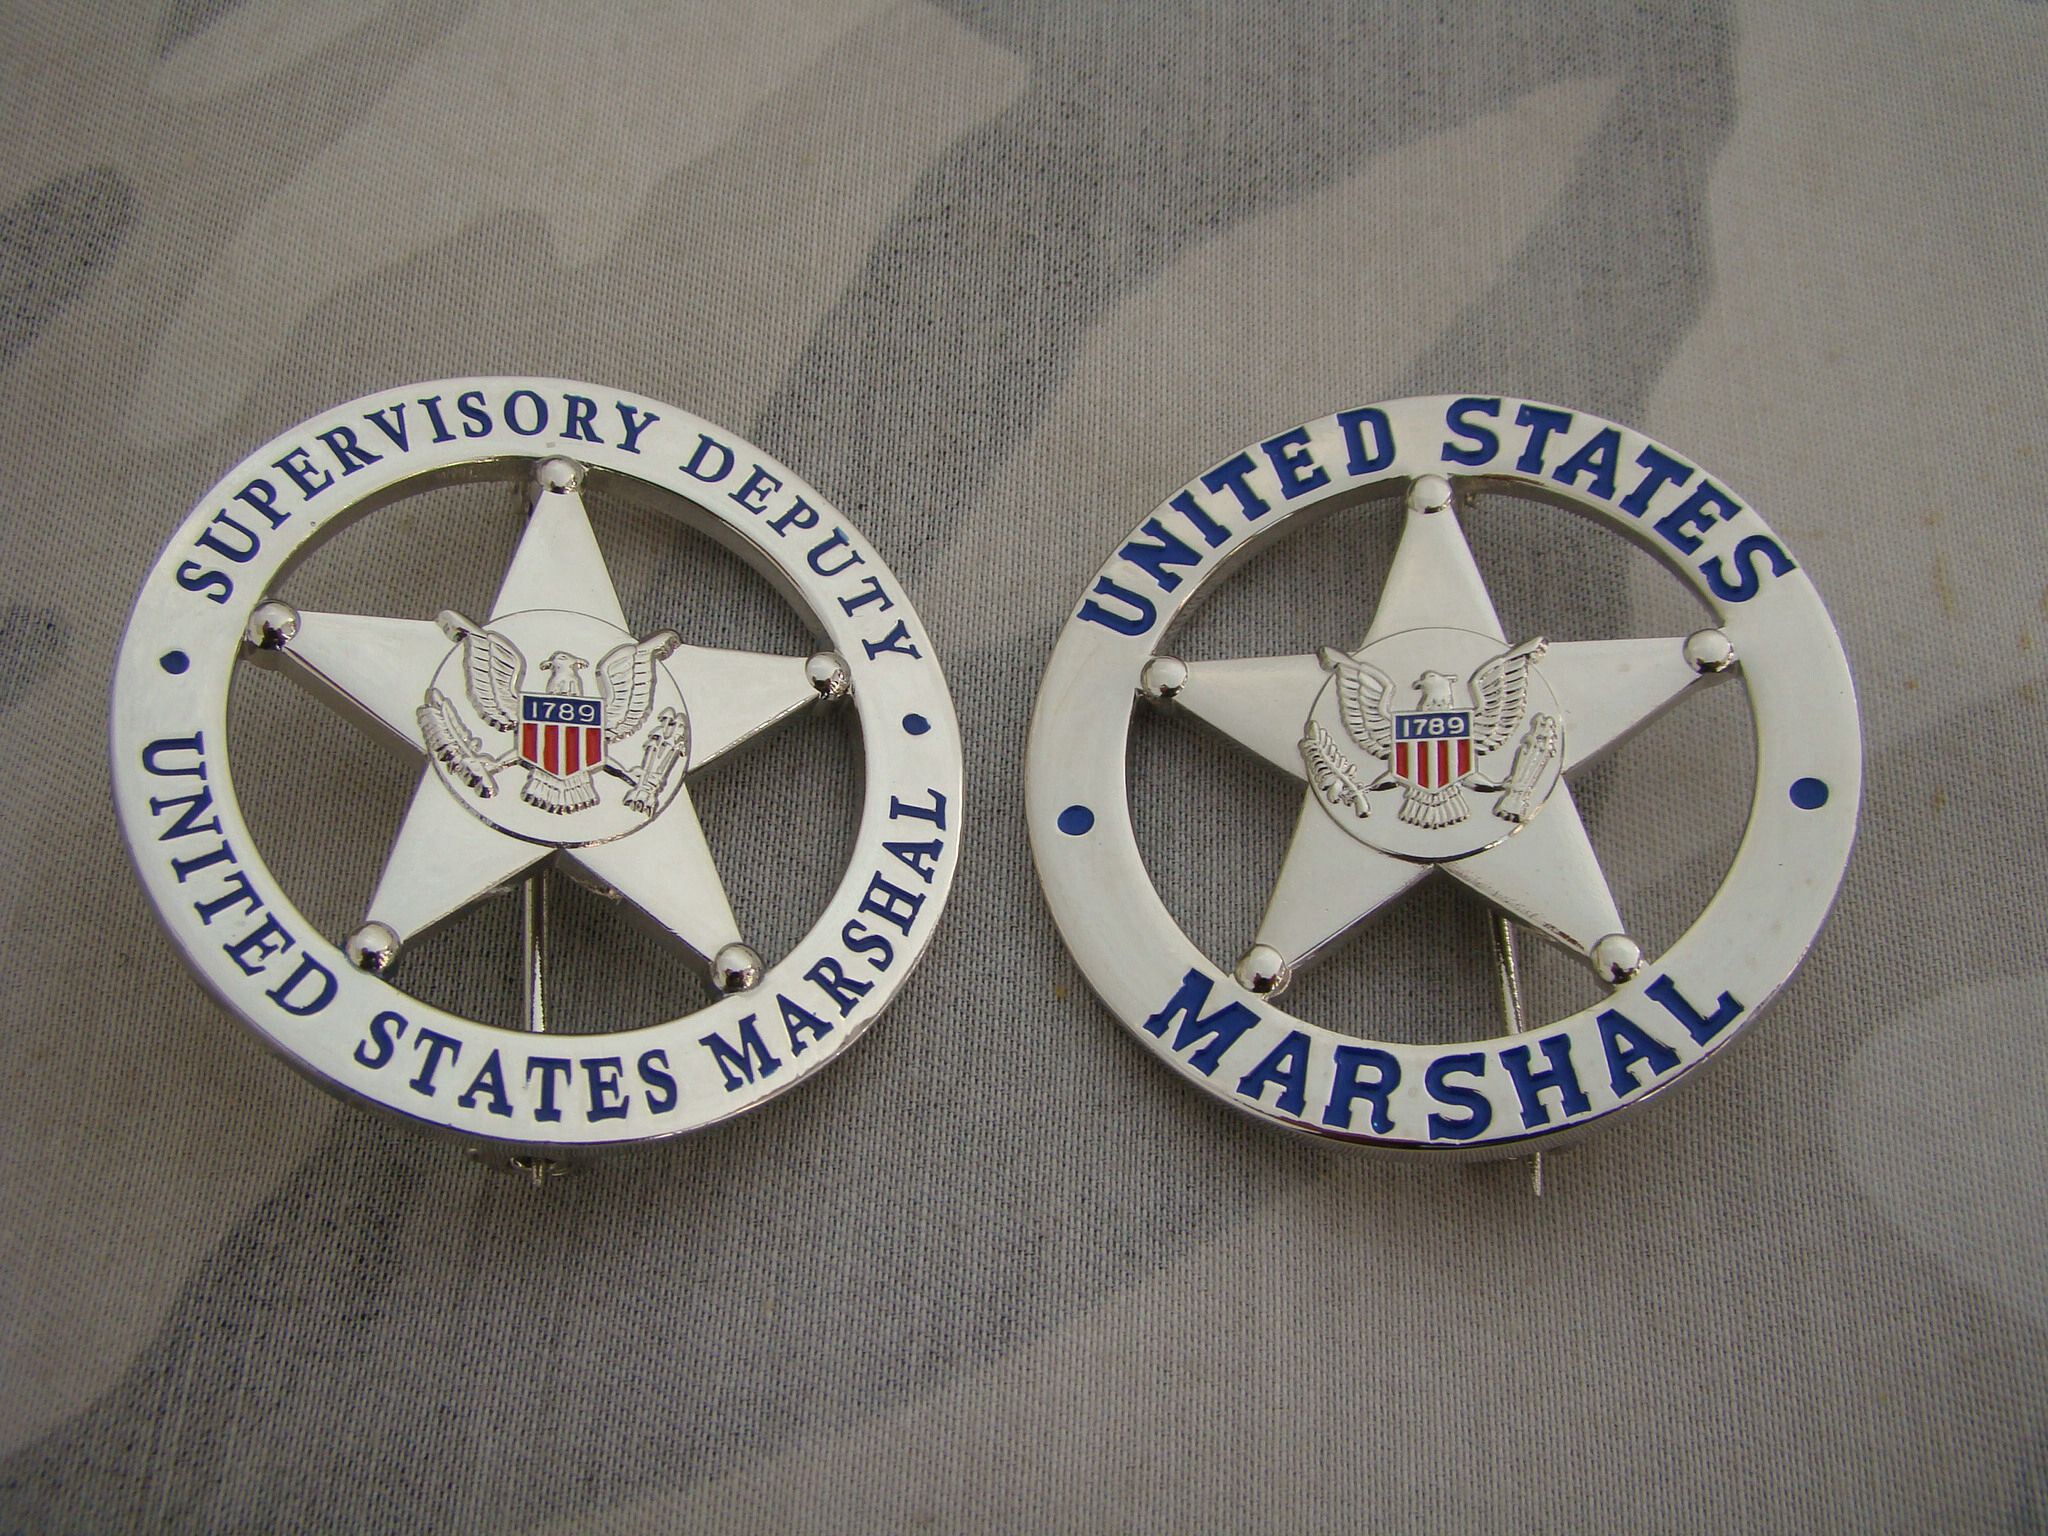 SUPERVISORY DEPUTY
1789
UNITED STATES MARSHAL
UNITED STATES
1789
MARSHAL